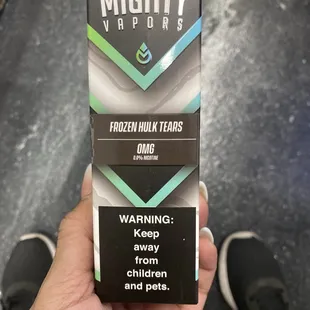 MIGHTY
VAPORS
FROZEN HULK TEARS
0MG
0.0% NICOTINE
WARNING:
Keep
away
from
children
and pets.